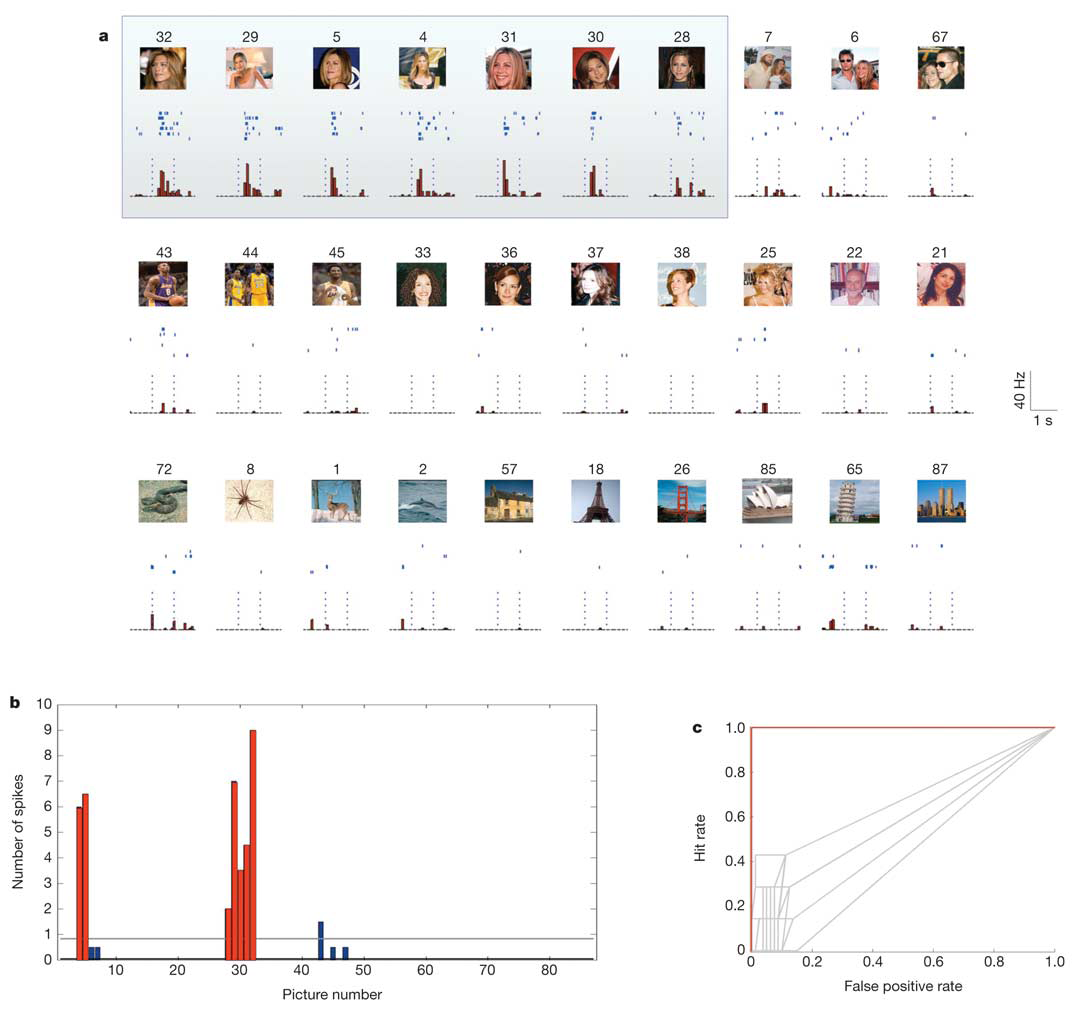 a
32 29 5 4 31 30 28 7 6 67
43 44 45 33 36 37 38 25 22 21
40 Hz
1 s
72 8 1 2 57 18 26 85 65 87
b
10
9
8
7
6
5
4
3
2
1
0
Number of spikes
10 20 30 40 50 60 70 80
Picture number
c
1.0
0.8
0.6
0.4
0.2
0
Hit rate
0 0.2 0.4 0.6 0.8 1.0
False positive rate